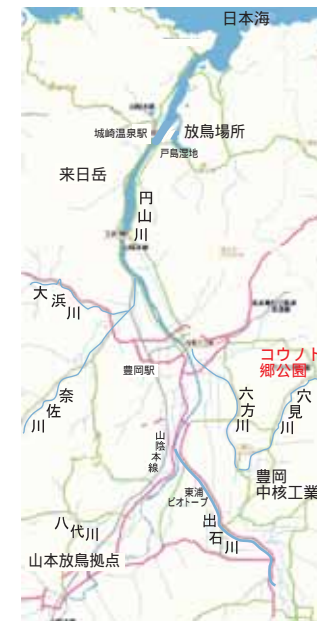 日本海
城崎温泉駅
放鳥場所
戸島湿地
来日岳
円山川
大浜川
コウノト
郷公園
豊岡駅
奈佐川
六方川
穴見川
山陰本線
豊岡
中核工業
東浦
ビオトープ
出石川
八代川
山本放鳥拠点